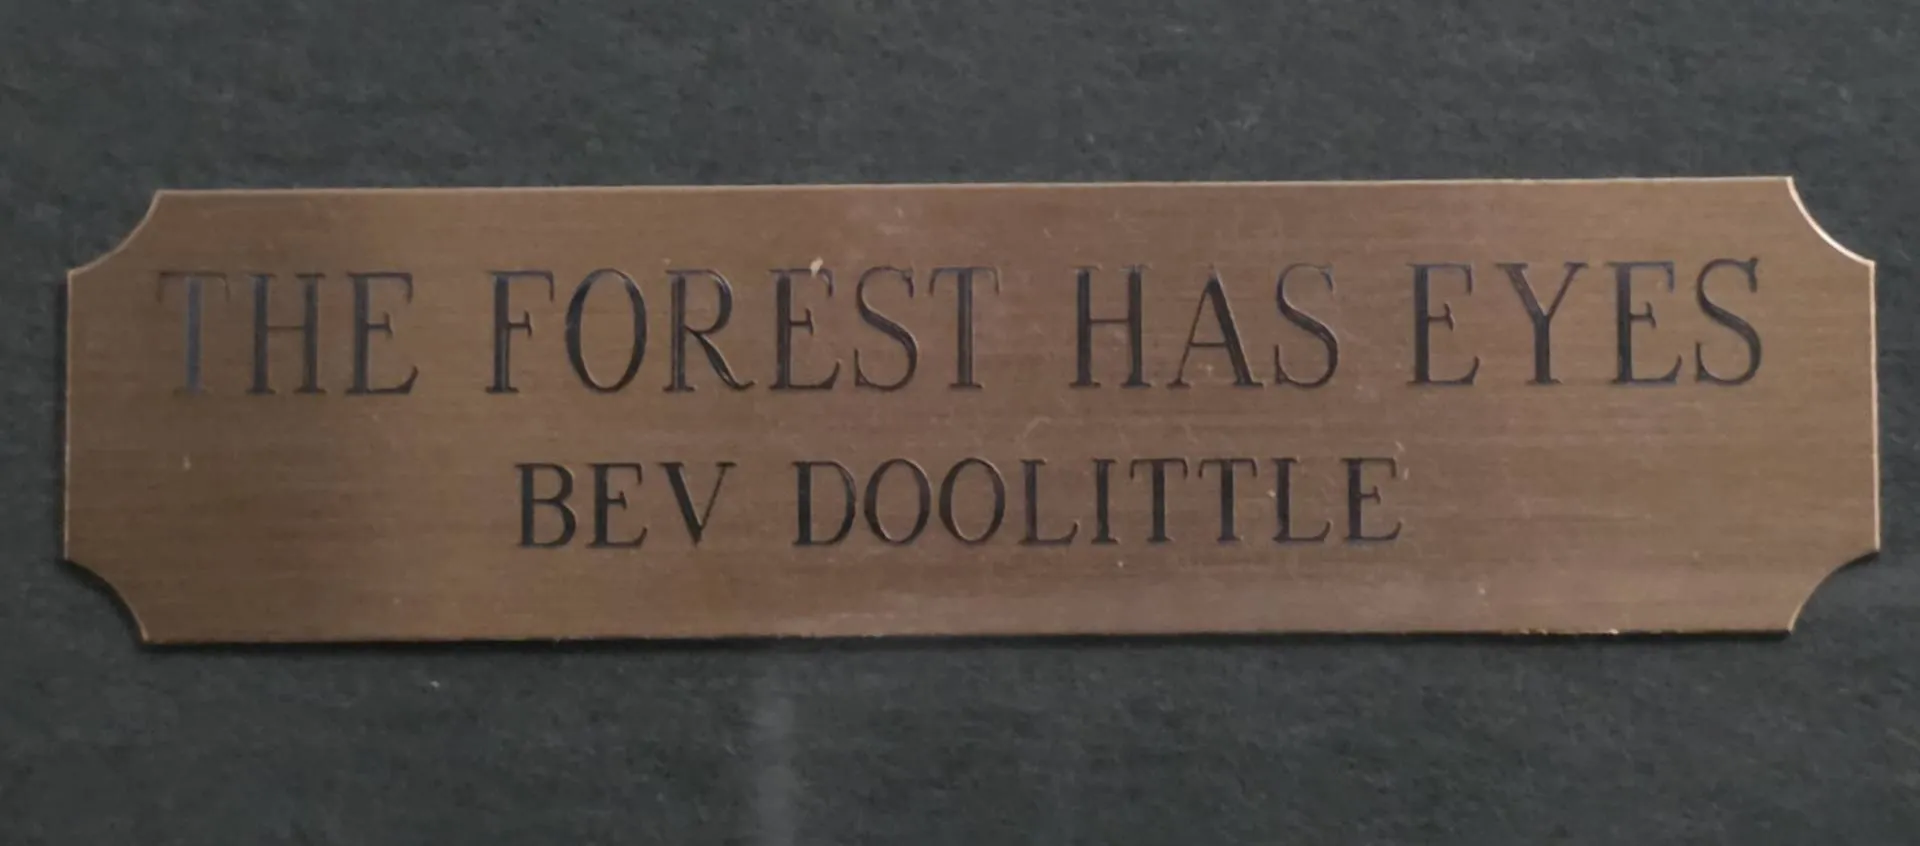 THE FOREST HAS EYES
BEV DOOLITTLE